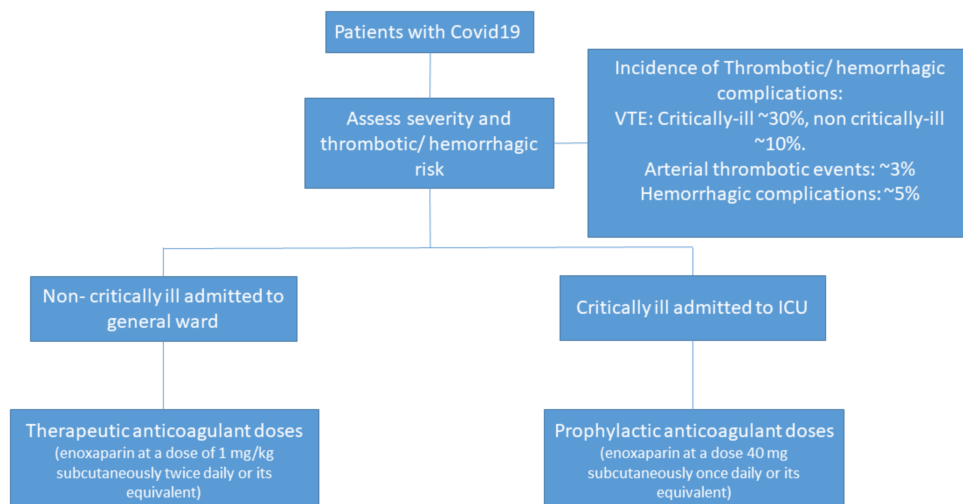 Patients with Covid19
Incidence of Thrombotic/ hemorrhagic
complications:
VTE: Critically-ill ~30%, non critically-ill
~10%.
Arterial thrombotic events: ~3%
Hemorrhagic complications: ~5%
Assess severity and
thrombotic/ hemorrhagic
risk
Non- critically ill admitted to
general ward
Critically ill admitted to ICU
Therapeutic anticoagulant doses
(enoxaparin at a dose of 1 mg/kg
subcutaneously twice daily or its
equivalent)
Prophylactic anticoagulant doses
(enoxaparin at a dose 40 mg
subcutaneously once daily or its
equivalent)